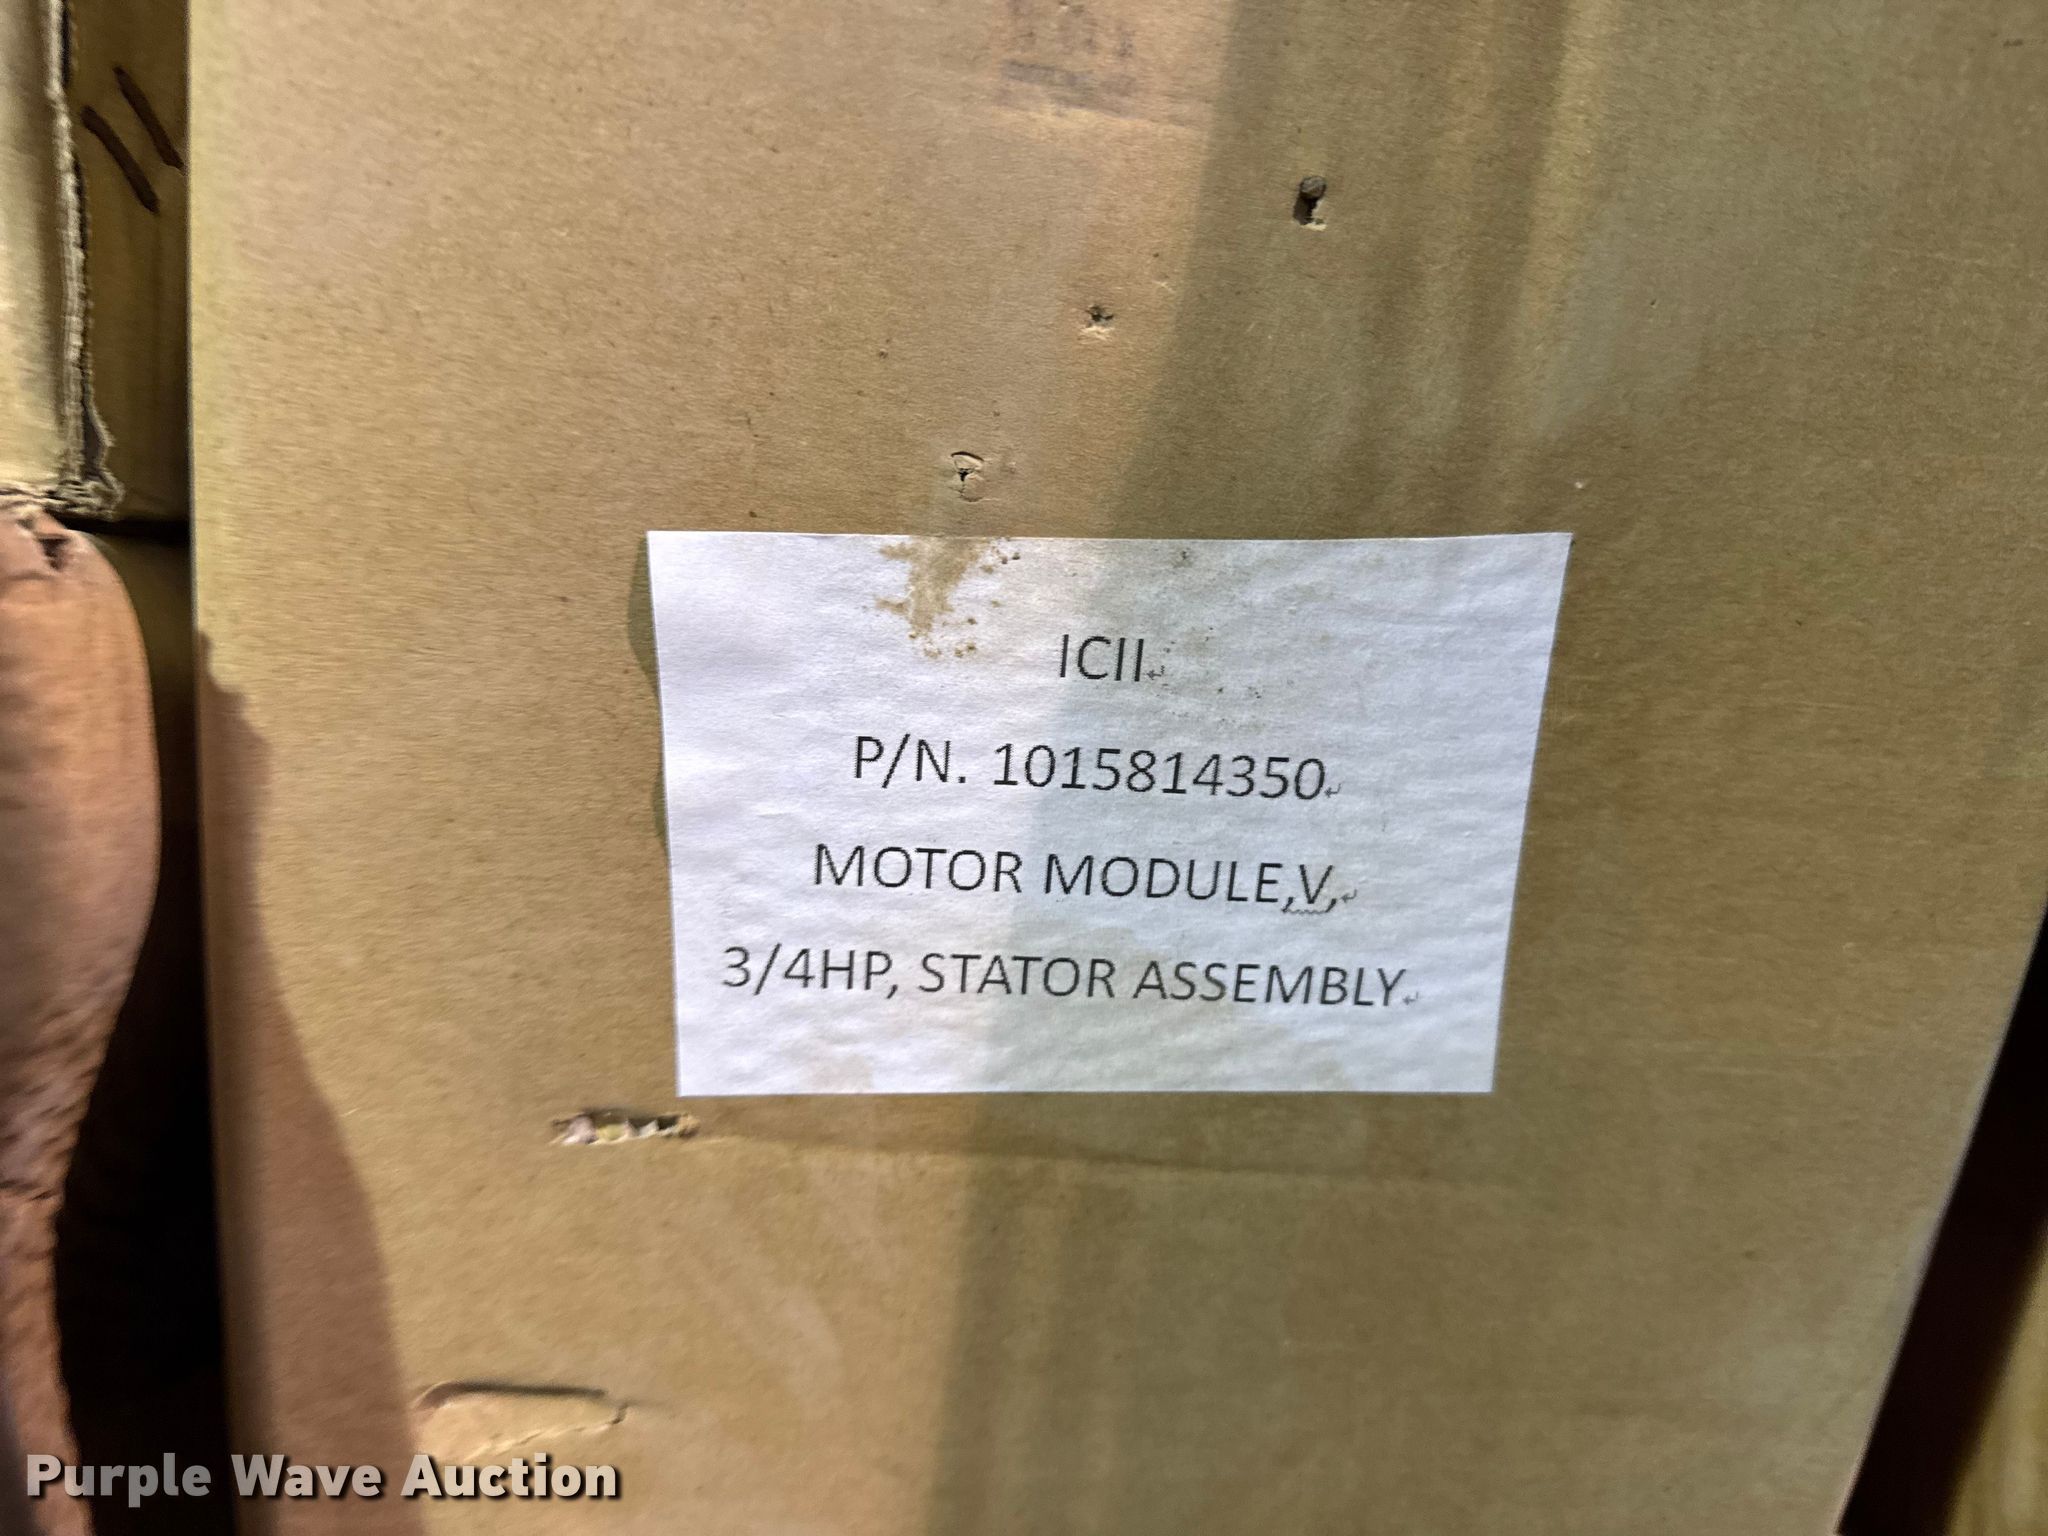 ICII↵
P/N. 1015814350↵
MOTOR MODULE,V,↵
3/4HP, STATOR ASSEMBLY↵
Purple Wave Auction